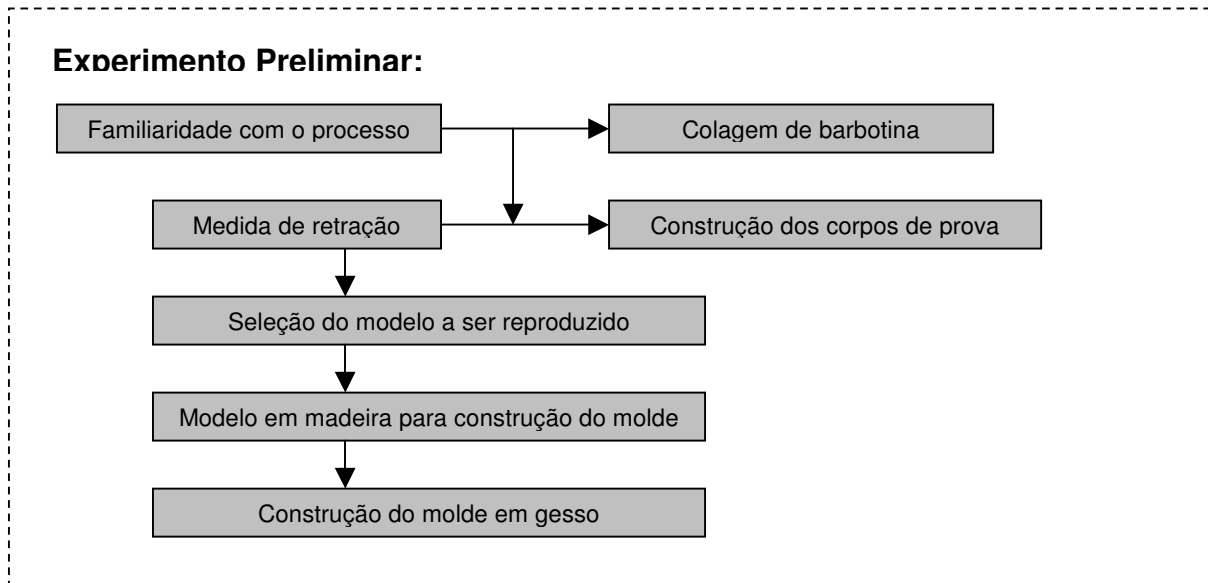 Experimento Preliminar:
Familiaridade com o processo
Colagem de barbotina
Medida de retração
Construção dos corpos de prova
Seleção do modelo a ser reproduzido
Modelo em madeira para construção do molde
Construção do molde em gesso